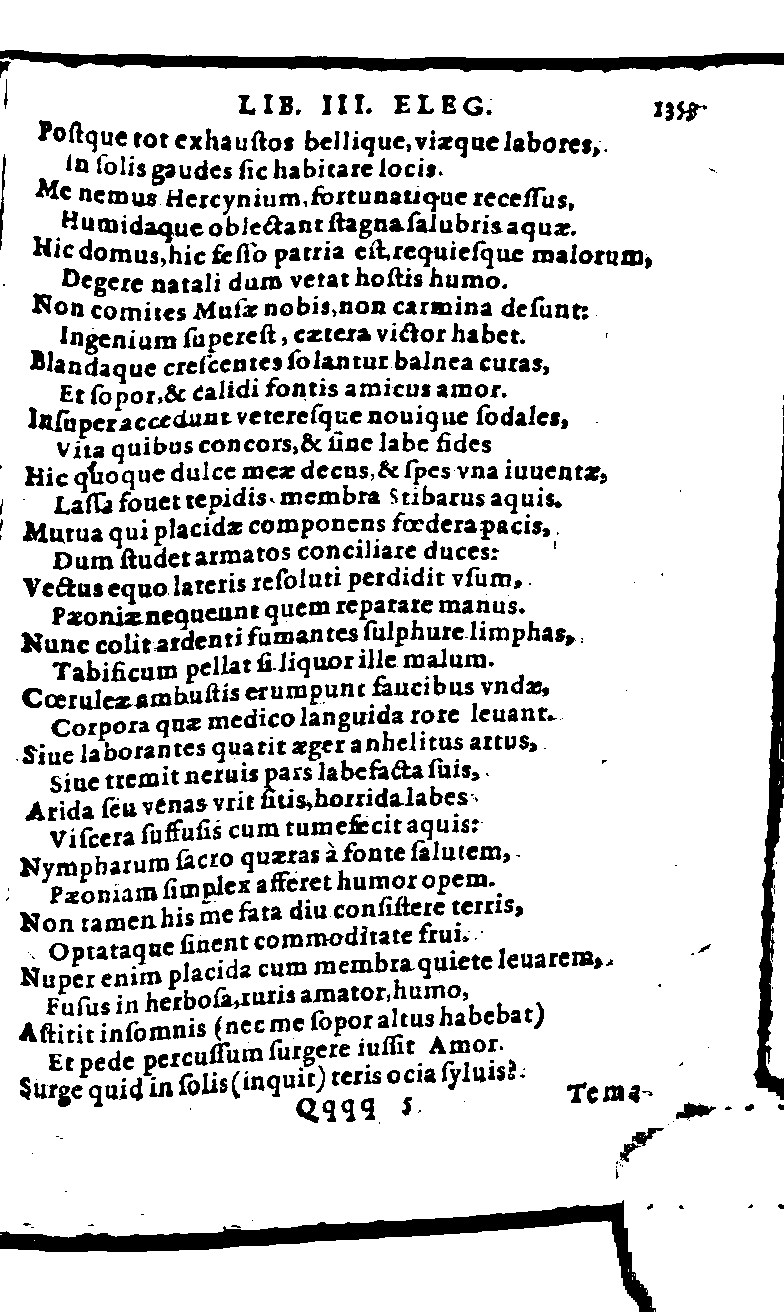 LIB. III. ELEG. 1358
Poſtque tot exhauſtos bellique, viæque labores,
In ſolis gaudes ſic habitare locis.
Me nemus Hercynium, fortunatique receſſus,
Humidaque oblectant ſtagna ſalubris aquæ.
Hic domus, hic feſſo patria eſt, requieſque malorum,
Degere natali dum vetat hoſtis humo.
Non comites Muſæ nobis, non carmina deſunt:
Ingenium ſupereſt, cætera victor habet.
Blandaque creſcentes ſolantur balnea curas,
Et ſopor, & calidi fontis amicus amor.
Inſuper accedunt vetereſque nouique ſodales,
Vita quibus concors, & ſine labe fides
Hic quoque dulce meæ decus, & ſpes vna iuuentæ,
Laſſa fouet tepidis membra Stibarus aquis.
Mutua qui placidæ componens fœdera pacis,
Dum ſtudet armatos conciliare duces:
Vectus equo lateris reſoluti perdidit vſum,
Pæoniæ nequeunt quem reparare manus.
Nunc colit ardenti fumantes ſulphure limphas,
Tabificum pellat ſi liquor ille malum.
Cœruleæ ambuſtis erumpunt faucibus vndæ,
Corpora quæ medico languida rore leuant.
Siue laborantes quatit æger anhelitus artus,
Siue tremit neruis pars labefacta ſuis,
Arida ſeu venas vrit ſitis, horrida labes
Viſcera ſuffuſis cum tumefecit aquis:
Nympharum ſacro quæras à fonte ſalutem,
Pæoniam ſimplex afferet humor opem.
Non tamen his me fata diu conſiſtere terris,
Optataque ſinent commoditate frui.
Nuper enim placida cum membra quiete leuarem,
Fuſus in herboſa, ruris amator, humo,
Aſtitit inſomnis (nec me ſopor altus habebat)
Et pede percuſſum ſurgere iuſſit Amor.
Surge quid in ſolis (inquit) teris ocia ſyluis?
Qqqq 5 Tema-